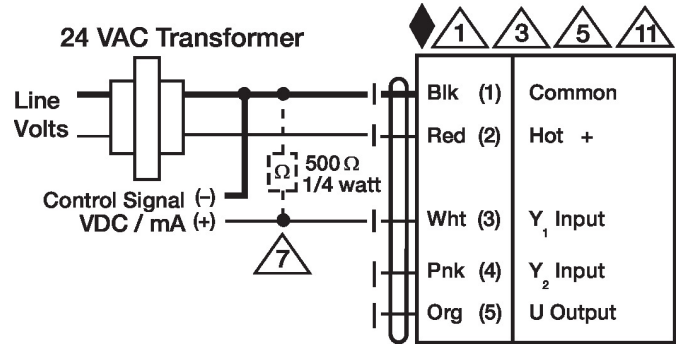 1 3 5 11
24 VAC Transformer
Line
Volts
Blk (1) Common
Red (2) Hot +
Ω 500 Ω
1/4 watt
Control Signal (–)
VDC / mA (+)
Wht (3) Y1 Input
7
Pnk (4) Y2 Input
Org (5) U Output